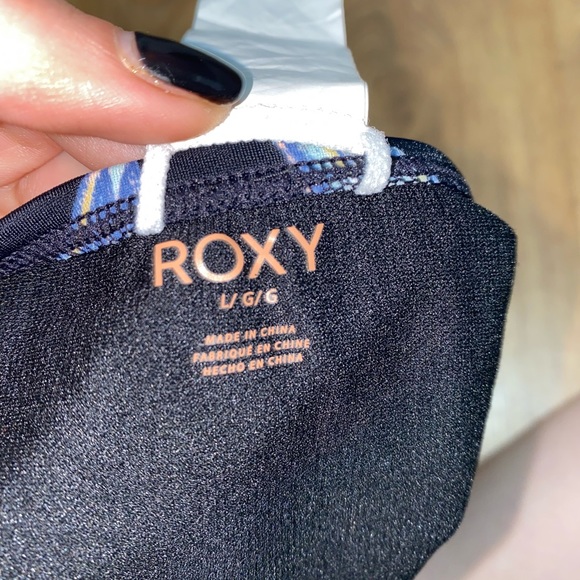 ROXY
L/ G/ G
MADE IN CHINA
FABRIQUÉ EN CHINE
HECHO EN CHINA